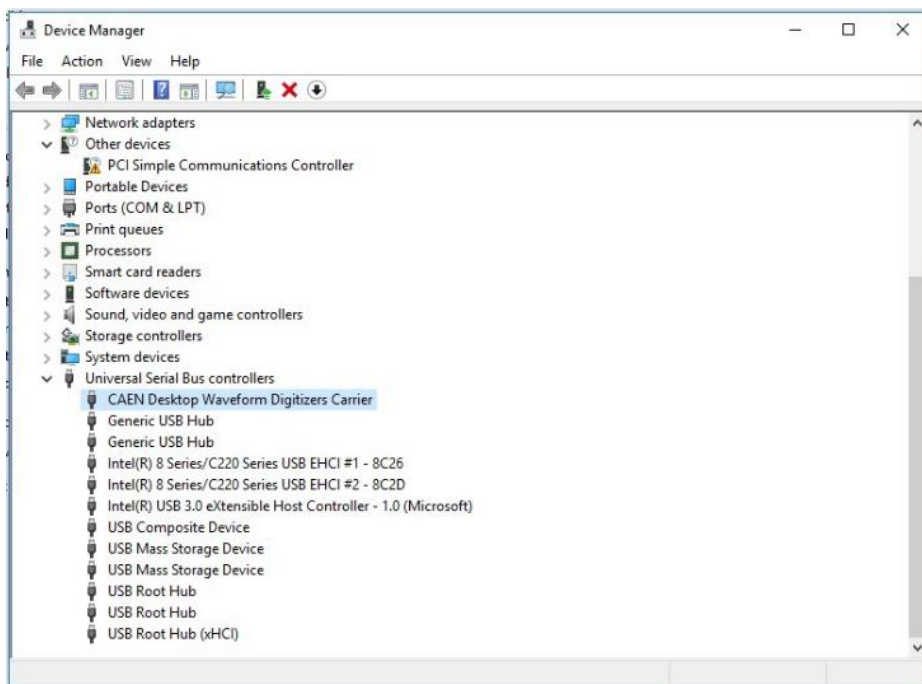 Device Manager
File Action View Help
Network adapters
Other devices
PCI Simple Communications Controller
Portable Devices
Ports (COM & LPT)
Print queues
Processors
Smart card readers
Software devices
Sound, video and game controllers
Storage controllers
System devices
Universal Serial Bus controllers
CAEN Desktop Waveform Digitizers Carrier
Generic USB Hub
Generic USB Hub
Intel(R) 8 Series/C220 Series USB EHCI #1 - 8C26
Intel(R) 8 Series/C220 Series USB EHCI #2 - 8C2D
Intel(R) USB 3.0 eXtensible Host Controller - 1.0 (Microsoft)
USB Composite Device
USB Mass Storage Device
USB Mass Storage Device
USB Root Hub
USB Root Hub
USB Root Hub (xHCI)